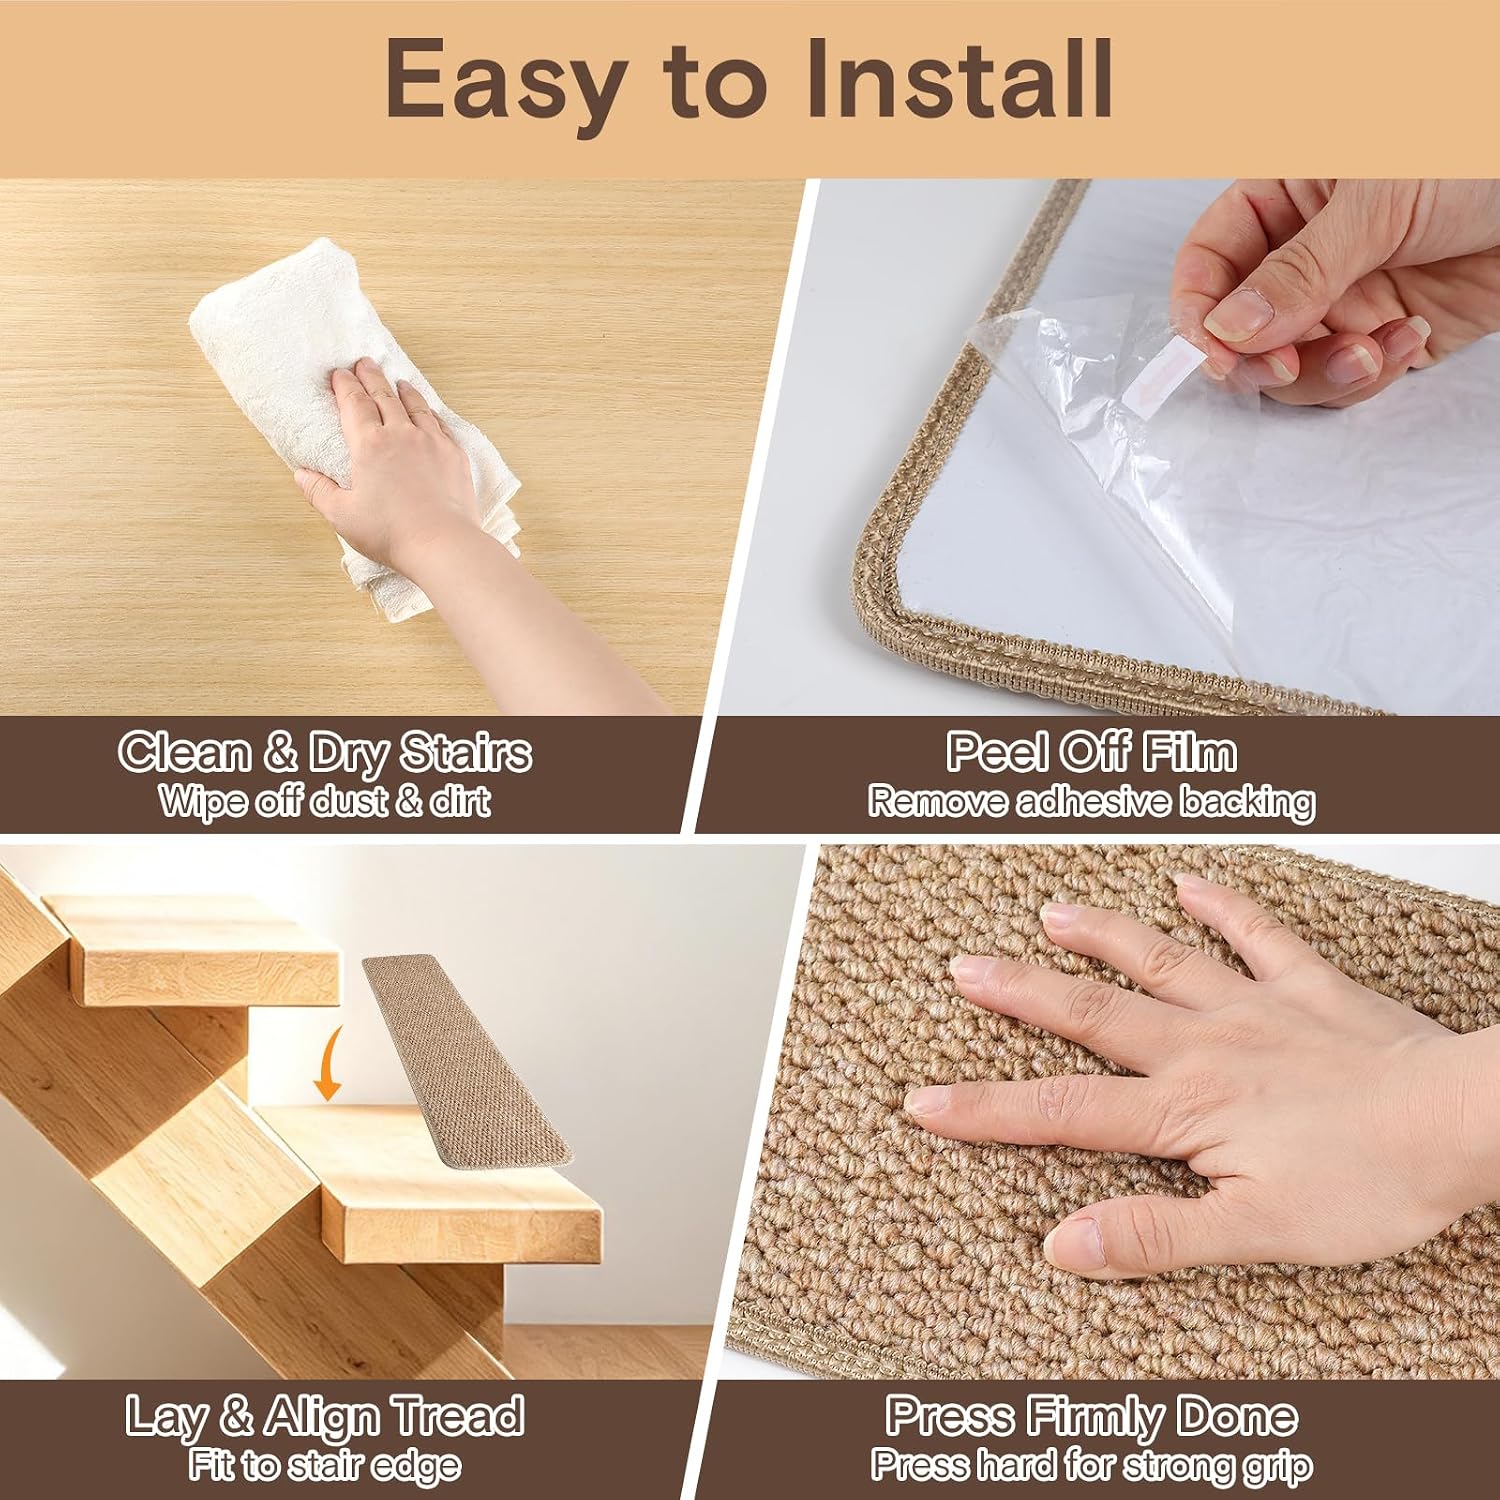 Easy to Install
Clean & Dry Stairs
Wipe off dust & dirt
Peel Off Film
Remove adhesive backing
Lay & Align Tread
Fit to stair edge
Press Firmly Done
Press hard for strong grip